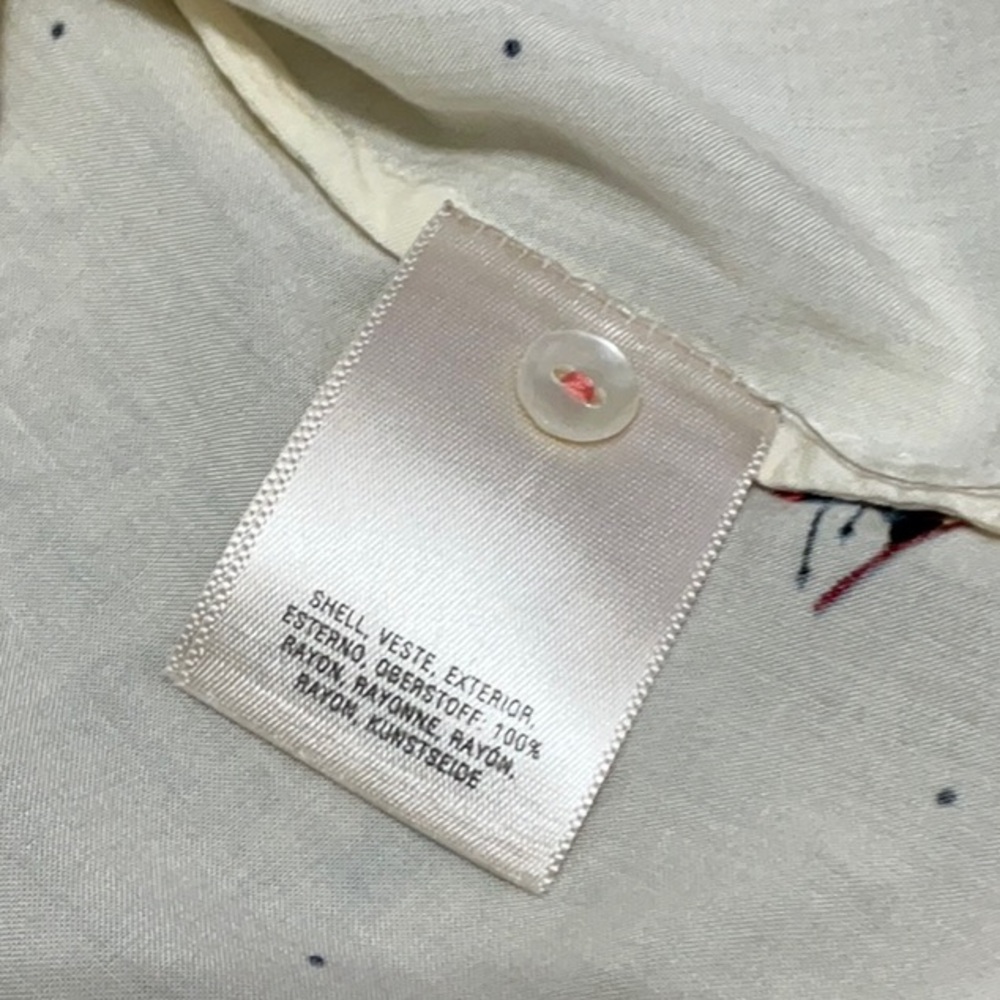 SHELL, VESTE, EXTERIOR,
ESTERNO, OBERSTOFF: 100%
RAYON, RAYONNE, RAYÓN,
RAYON, KUNSTSEIDE